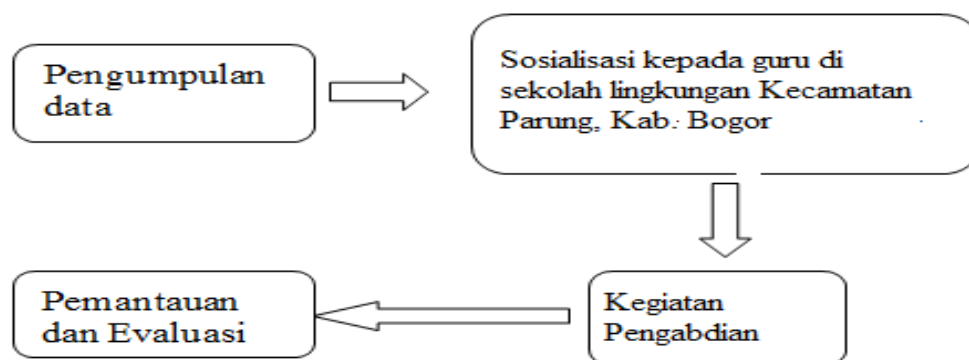 Pengumpulan
data
Sosialisasi kepada guru di
sekolah lingkungan Kecamatan
Parung, Kab. Bogor
Kegiatan
Pengabdian
Pemantauan
dan Evaluasi